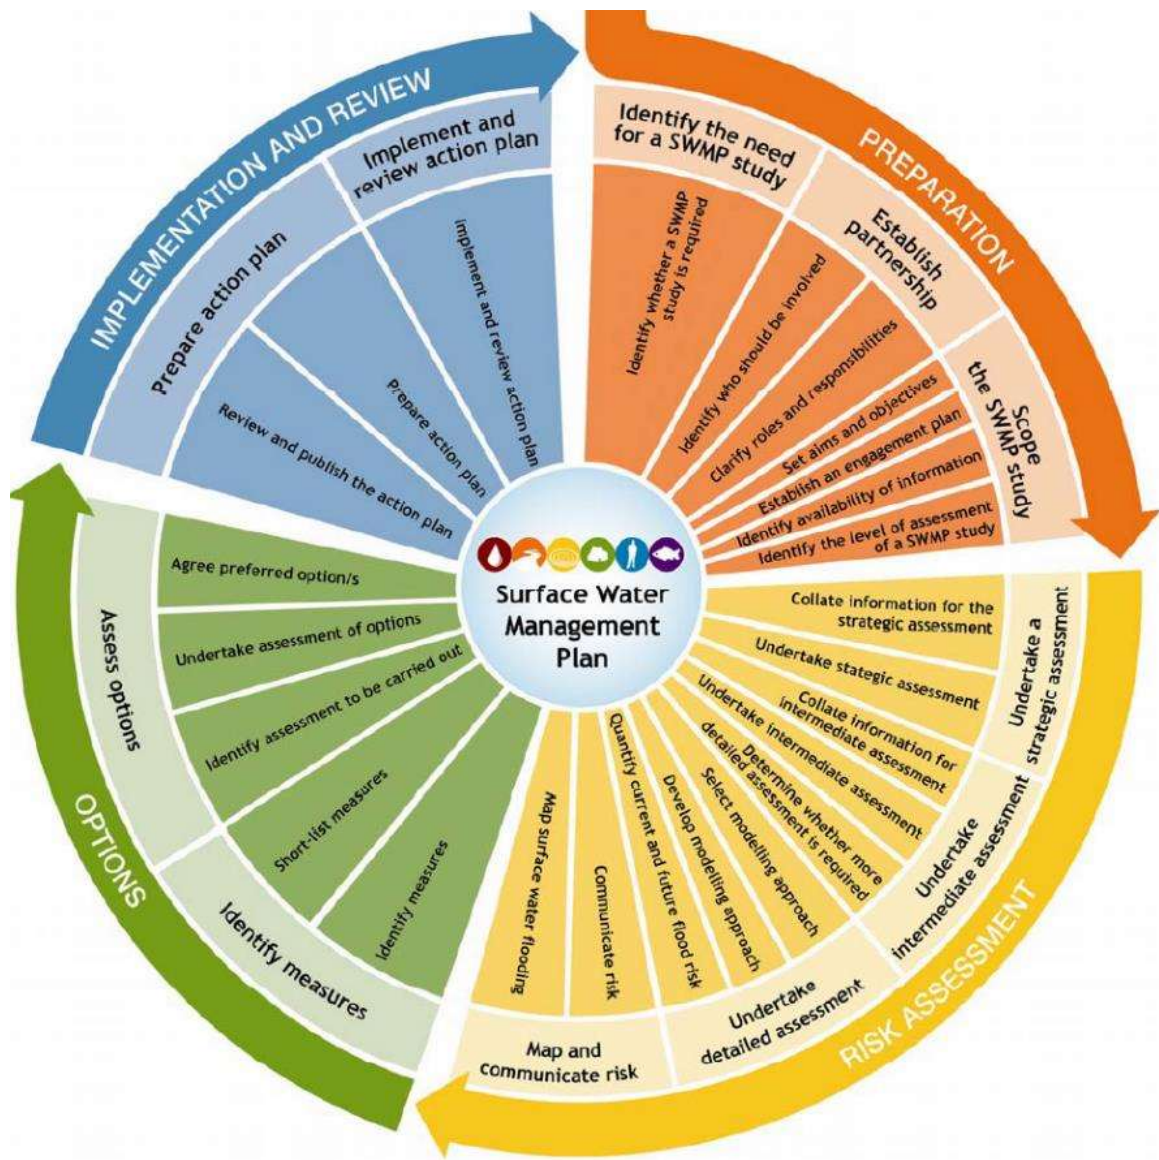 Surface Water
Management
Plan
PREPARATION
Identify the need
for a SWMP study
Identify whether a SWMP
study is required
Establish
partnership
Identify who should be involved
Clarify roles and responsibilities
Scope
the SWMP study
Set aims and objectives
Establish an engagement plan
Identify availability of information
Identify the level of assessment
of a SWMP study
RISK ASSESSMENT
Undertake a
strategic assessment
Collate information for the
strategic assessment
Undertake stategic assessment
Undertake
intermediate assessment
Collate information for
intermediate assessment
Undertake intermediate assessment
Determine whether more
detailed assessment is required
Undertake
detailed assessment
Select modelling approach
Develop modelling approach
Quantify current and future flood risk
Map and
communicate risk
Communicate risk
Map surface water flooding
OPTIONS
Identify measures
Identify measures
Short-list measures
Assess options
Identify assessment to be carried out
Undertake assessment of options
Agree preferred option/s
IMPLEMENTATION AND REVIEW
Prepare action plan
Review and publish the action plan
Prepare action plan
Implement and
review action plan
Implement and review action plan